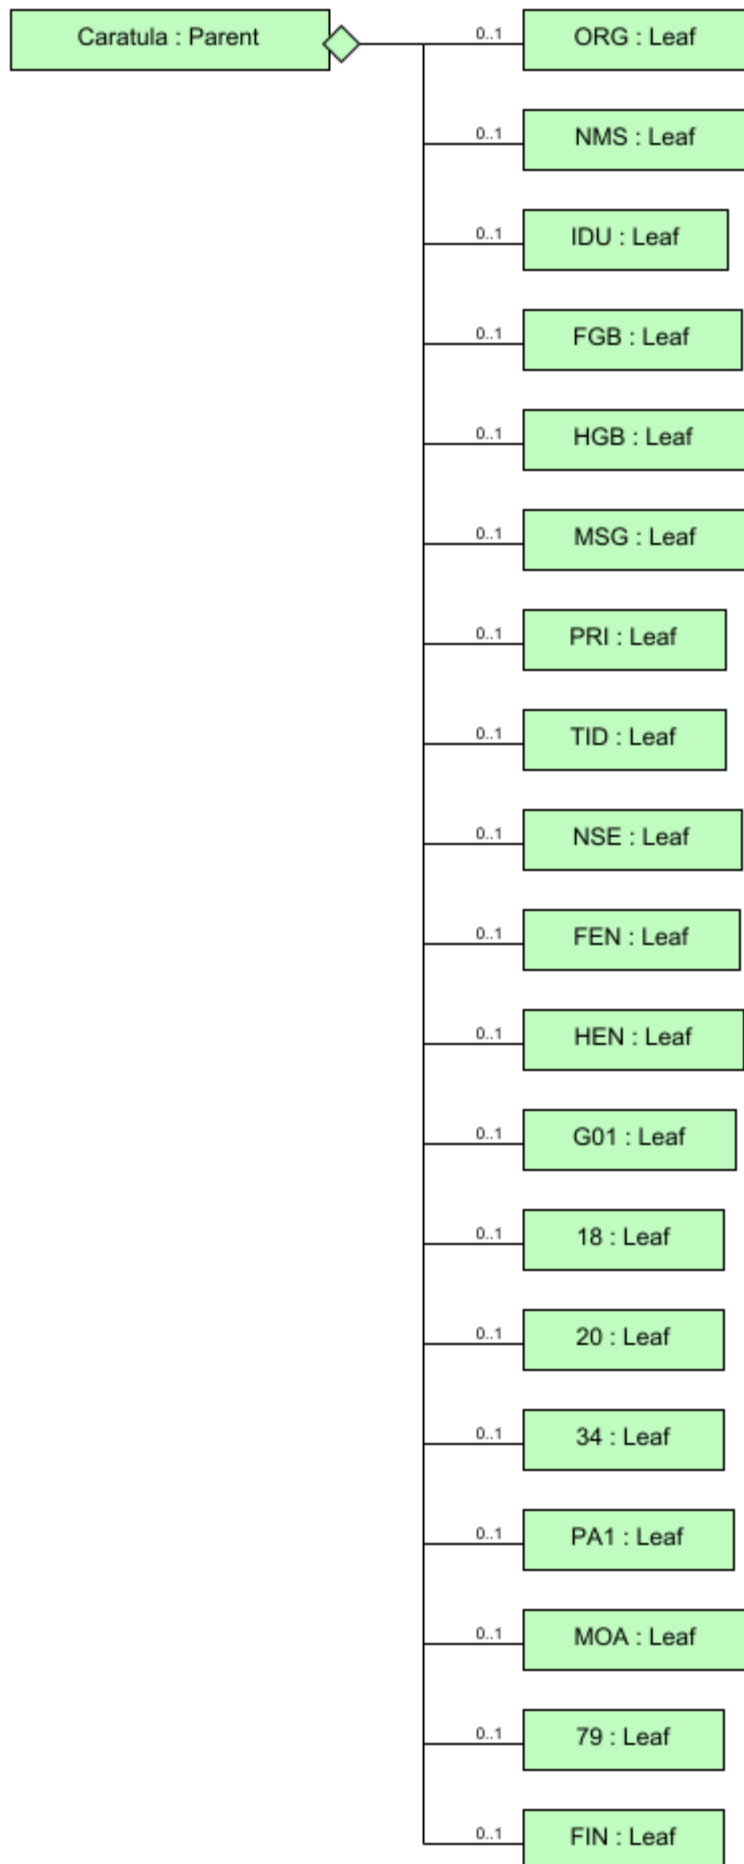 Caratula : Parent
0..1 ORG : Leaf
0..1 NMS : Leaf
0..1 IDU : Leaf
0..1 FGB : Leaf
0..1 HGB : Leaf
0..1 MSG : Leaf
0..1 PRI : Leaf
0..1 TID : Leaf
0..1 NSE : Leaf
0..1 FEN : Leaf
0..1 HEN : Leaf
0..1 G01 : Leaf
0..1 18 : Leaf
0..1 20 : Leaf
0..1 34 : Leaf
0..1 PA1 : Leaf
0..1 MOA : Leaf
0..1 79 : Leaf
0..1 FIN : Leaf